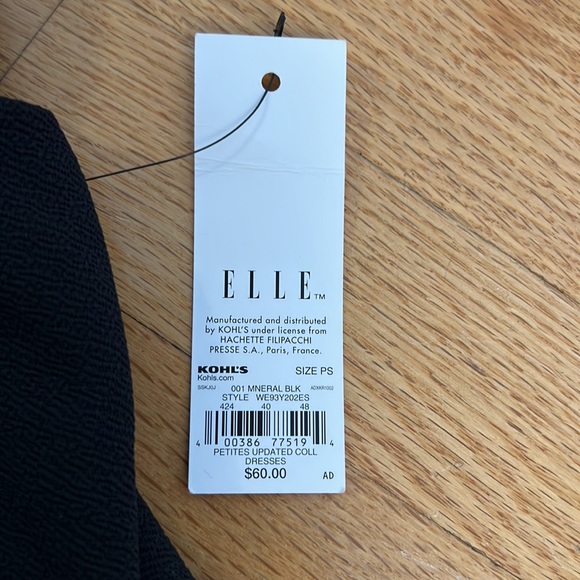 ELLE™
Manufactured and distributed
by KOHL'S under license from
HACHETTE FILIPACCHI
PRESSE S.A., Paris, France.
KOHL'S SIZE PS
Kohls.com
001 MNERAL BLK
STYLE WE93Y202ES
424 40 48
4 00386 77519 4
PETITES UPDATED COLL
DRESSES
$60.00 AD